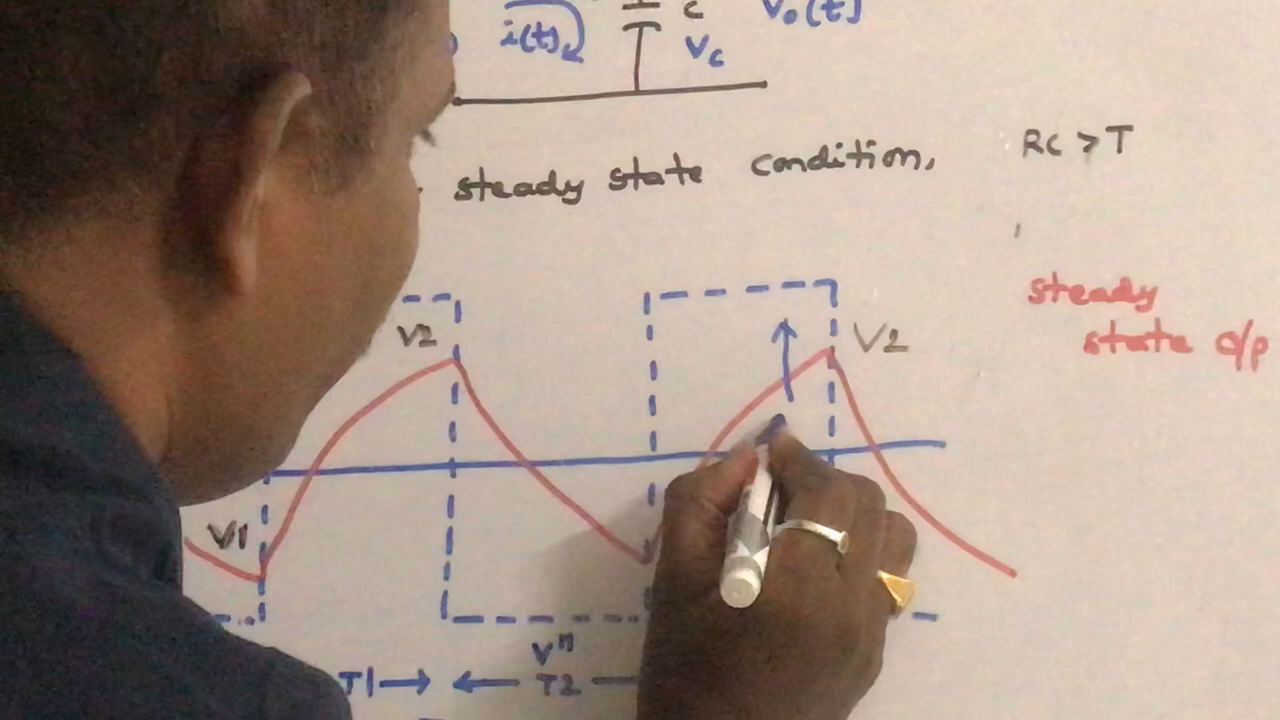 C Vo(t)
i(t) Vc
steady state condition, RC > T
steady
state o/p
V2 V2
V1
V"
T1 T2